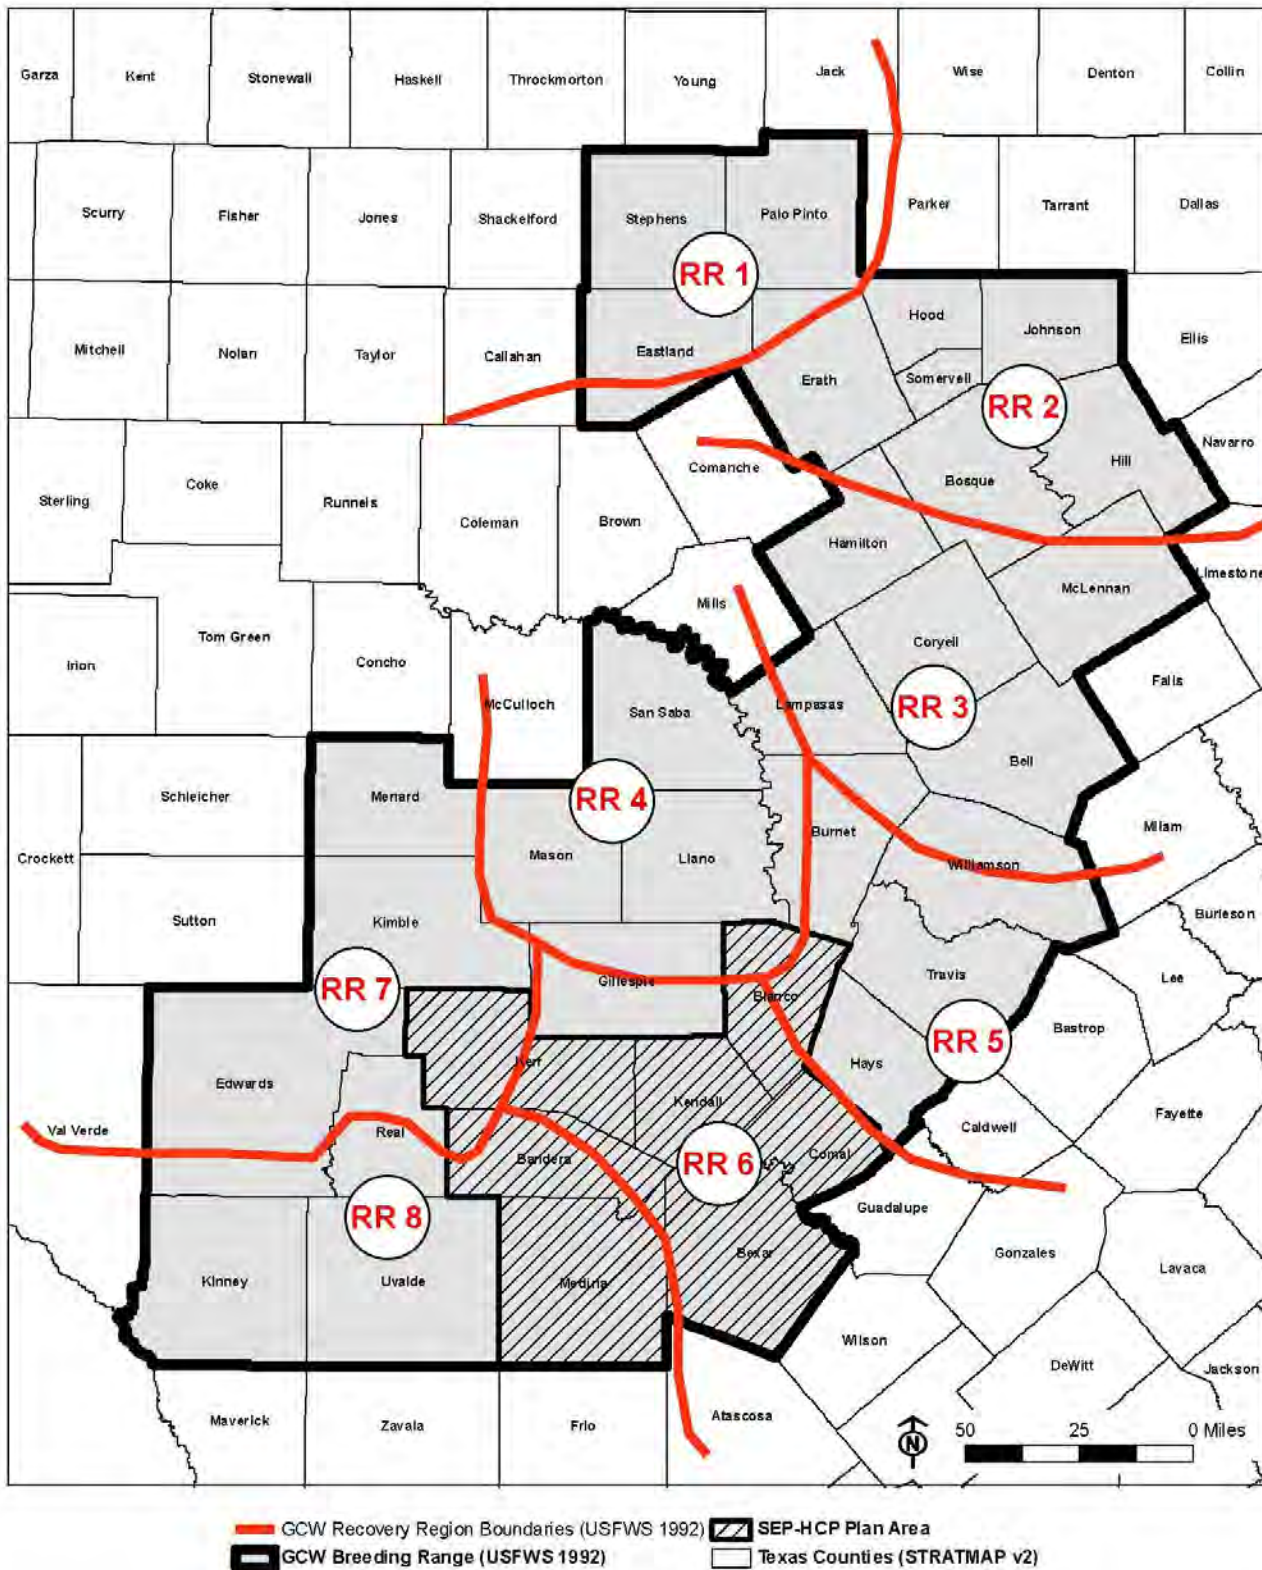 Garza Kent Stonewall Haskell Throckmorton Young Jack Wise Denton Collin
Scurry Fisher Jones Shackelford Stephens Palo Pinto Parker Tarrant Dallas
RR 1
Mitchell Nolan Taylor Callahan Eastland Erath Hood Johnson Ellis
Somervell
RR 2
Sterling Coke Runnels Coleman Brown Comanche Bosque Hill Navarro
Hamilton
Irion Tom Green Concho McCulloch Mills McLennan Limestone
San Saba Lampasas Coryell Falls
RR 3
Schleicher Menard RR 4 Bell
Crockett Mason Llano Burnet Williamson Milam
Sutton Kimble Burleson
RR 7 Gillespie Blanco Travis Lee
Edwards Kerr Hays RR 5 Bastrop
Val Verde Real Bandera Kendall Comal Caldwell Fayette
RR 6
RR 8 Guadalupe
Kinney Uvalde Medina Bexar Gonzales Lavaca
Wilson DeWitt Jackson
Maverick Zavala Frio Atascosa
N
50 25 0 Miles
GCW Recovery Region Boundaries (USFWS 1992) SEP-HCP Plan Area
GCW Breeding Range (USFWS 1992) Texas Counties (STRATMAP v2)